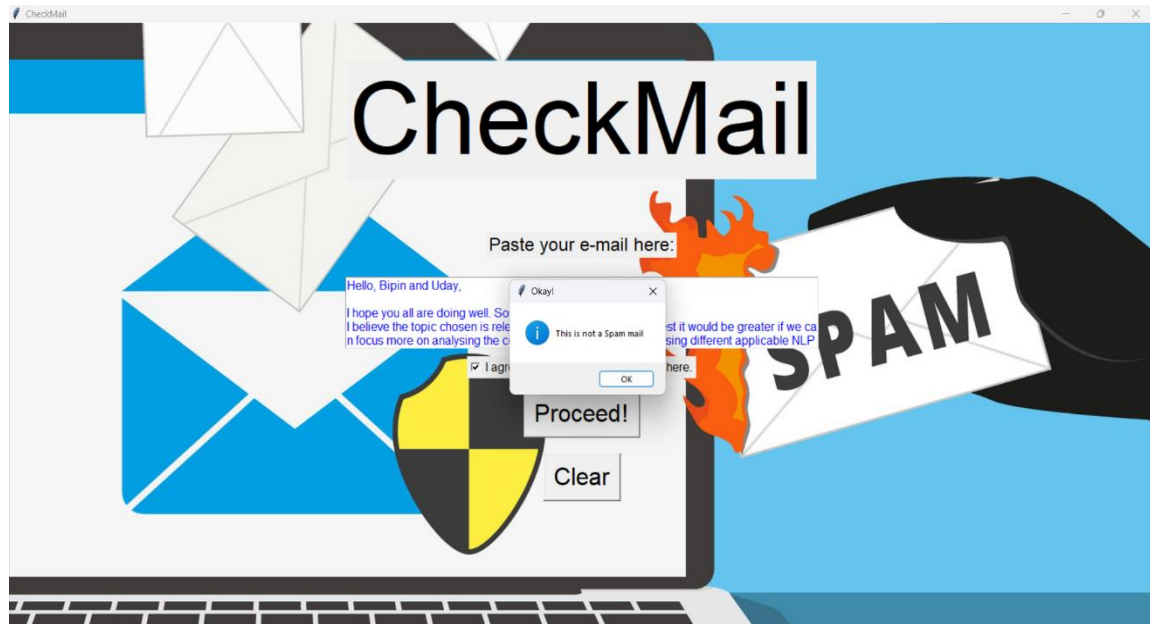 CheckMail
CheckMail
Paste your e-mail here:
Hello, Bipin and Uday,
I hope you all are doing well. So
I believe the topic chosen is rele est it would be greater if we ca
n focus more on analysing the c sing different applicable NLP
Okay!
This is not a Spam mail
OK
I agr here.
Proceed!
Clear
SPAM